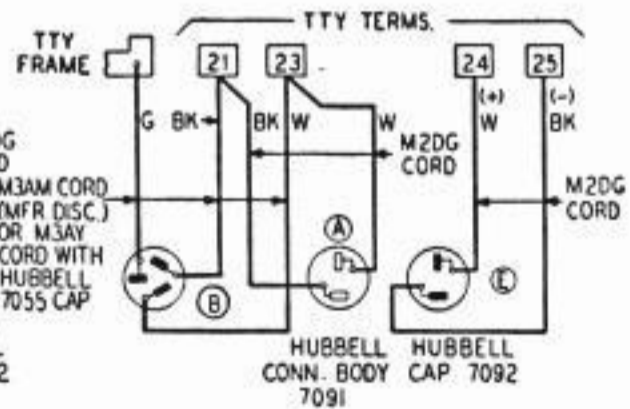 TTY TERMS.
TTY
FRAME
21
23
24
25
(+)
(-)
G
BK
BK
W
W
W
BK
M2DG
CORD
M2DG
CORD
M3AM CORD
(MFR DISC.)
OR M3AY
CORD WITH
HUBBELL
7055 CAP
A
B
E
HUBBELL
CONN. BODY
7091
HUBBELL
CAP 7092